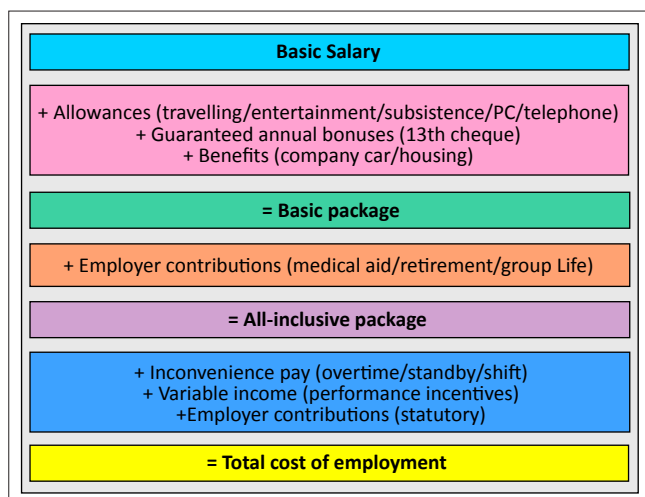 Basic Salary
+ Allowances (travelling/entertainment/subsistence/PC/telephone)
+ Guaranteed annual bonuses (13th cheque)
+ Benefits (company car/housing)
= Basic package
+ Employer contributions (medical aid/retirement/group Life)
= All-inclusive package
+ Inconvenience pay (overtime/standby/shift)
+ Variable income (performance incentives)
+Employer contributions (statutory)
= Total cost of employment